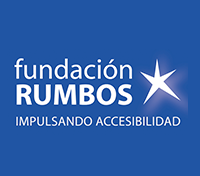 fundación
RUMBOS
IMPULSANDO ACCESIBILIDAD